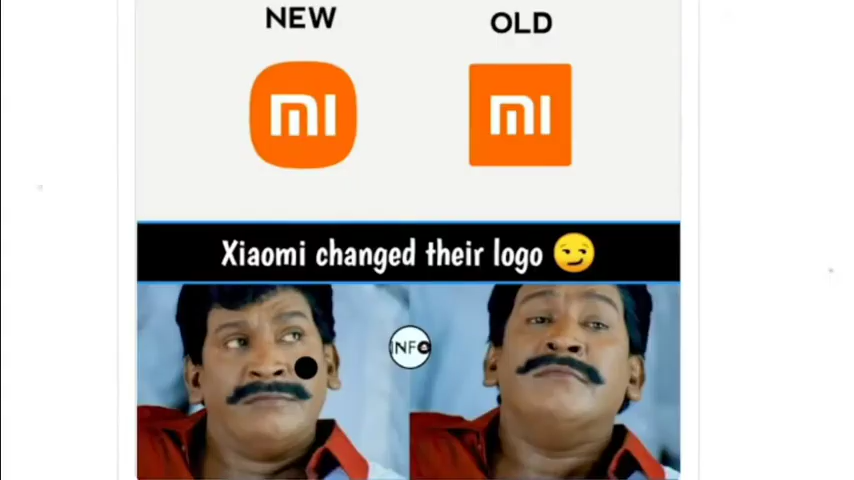 NEW
OLD
mi
mi
Xiaomi changed their logo 😏
INFO